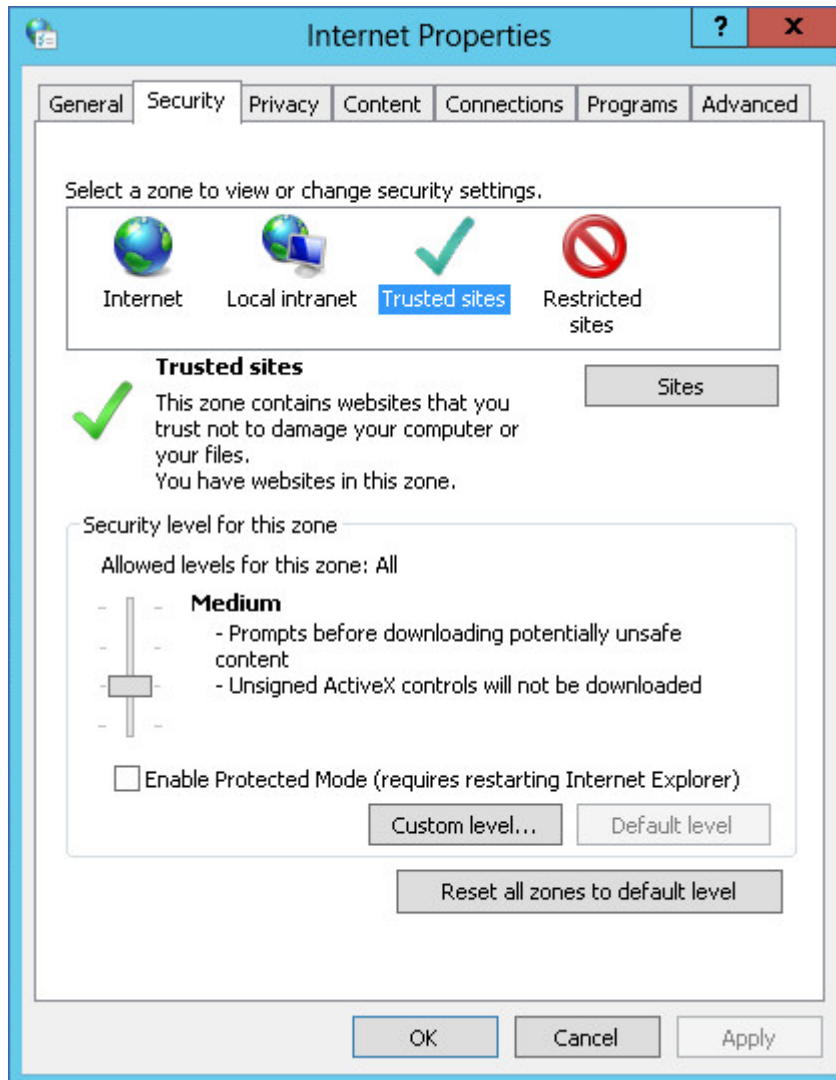 Internet Properties
?
x
General Security Privacy Content Connections Programs Advanced
Select a zone to view or change security settings.
Internet Local intranet Trusted sites Restricted
sites
Trusted sites
Sites
This zone contains websites that you
trust not to damage your computer or
your files.
You have websites in this zone.
Security level for this zone
Allowed levels for this zone: All
Medium
- Prompts before downloading potentially unsafe
content
- Unsigned ActiveX controls will not be downloaded
Enable Protected Mode (requires restarting Internet Explorer)
Custom level... Default level
Reset all zones to default level
OK Cancel Apply